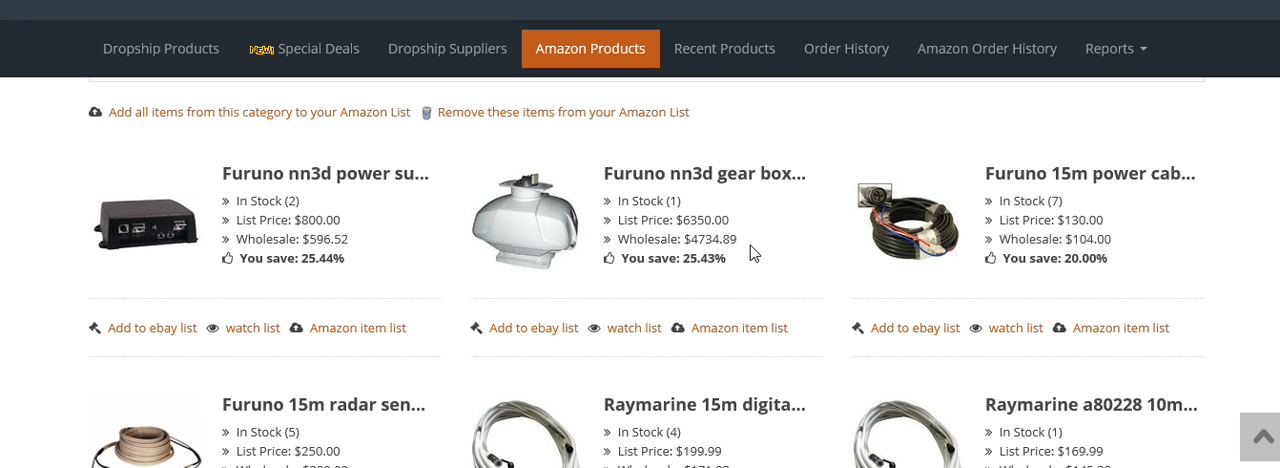 Dropship Products NEW! Special Deals Dropship Suppliers Amazon Products Recent Products Order History Amazon Order History Reports
Add all items from this category to your Amazon List Remove these items from your Amazon List
Furuno nn3d power su...
» In Stock (2)
» List Price: $800.00
» Wholesale: $596.52
You save: 25.44%
Add to ebay list watch list Amazon item list
Furuno nn3d gear box...
» In Stock (1)
» List Price: $6350.00
» Wholesale: $4734.89
You save: 25.43%
Add to ebay list watch list Amazon item list
Furuno 15m power cab...
» In Stock (7)
» List Price: $130.00
» Wholesale: $104.00
You save: 20.00%
Add to ebay list watch list Amazon item list
Furuno 15m radar sen...
» In Stock (5)
» List Price: $250.00
Raymarine 15m digita...
» In Stock (4)
» List Price: $199.99
Raymarine a80228 10m...
» In Stock (1)
» List Price: $169.99